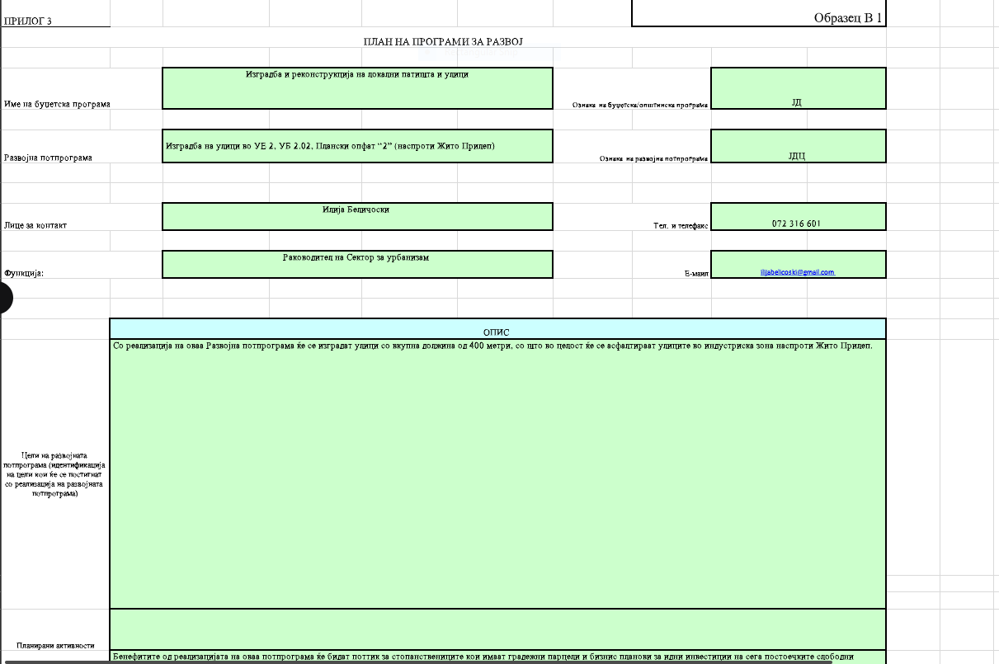 ПРИЛОГ 3
Образец В 1
ПЛАН НА ПРОГРАМИ ЗА РАЗВОЈ
Име на буџетска програма
Изградба и реконструкција на локални патишта и улици
Ознака на буџетска/општинска програма
ЈД
Развојна потпрограма
Изградба на улици во УЕ 2, УБ 2.02, Плански опфат “2” (наспроти Жито Прилеп)
Ознака на развојна потпрограма
ЈДЦ
Лице за контакт
Илија Беличоски
Тел. и телефакс
072 316 601
Функција:
Раководител на Сектор за урбанизам
Е-маил
ilijabelicoski@gmail.com
ОПИС
Цели на развојната
потпрограма (идентификација
на цели кои ќе се постигнат
со реализација на развојната
потпрограма)
Со реализација на оваа Развојна потпрограма ќе се изградат улици со вкупна должина од 400 метри, со што во целост ќе се асфалтираат улиците во индустриска зона наспроти Жито Прилеп.
Планирани активности
Бенефитите од реализацијата на оваа потпрограма ќе бидат поттик за стопанствениците кои имаат градежни парцели и бизнис планови за идни инвестиции на сега постоечките слободни